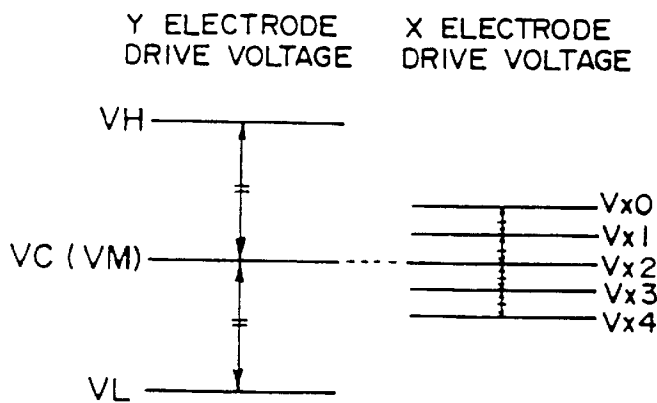 Y ELECTRODE
DRIVE VOLTAGE
X ELECTRODE
DRIVE VOLTAGE
VH
VC (VM)
VL
Vx0
Vx1
Vx2
Vx3
Vx4